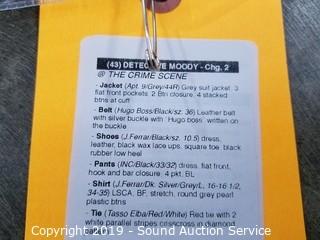 (43) DETECTIVE MOODY - Chg. 2
@ THE CRIME SCENE
- Jacket (Apt. 9/Grey/44R) Grey suit jacket. 3
flat front pockets. 2 Btn closure. 4 stacked
btns at cuff
- Belt (Hugo Boss/Black/sz. 36) Leather belt
with silver buckle with "Hugo boss" written on
the buckle
- Shoes (J.Ferrar/Black/sz. 10.5) dress,
leather, black wax lace ups. square toe. black
rubber low heel
- Pants (INC/Black/33/32) dress. flat front,
hook and bar closure. 4 pkt. BL
- Shirt (J.Ferrar/Dk. Silver/Grey/L, 16-16 1/2,
34-35) LSCA, BF, stretch, round grey pearl
plastic btns
- Tie (Tasso Elba/Red/White) Red tie with 2
white parallel stripes crisscross in diamond
Copyright 2019 - Sound Auction Service